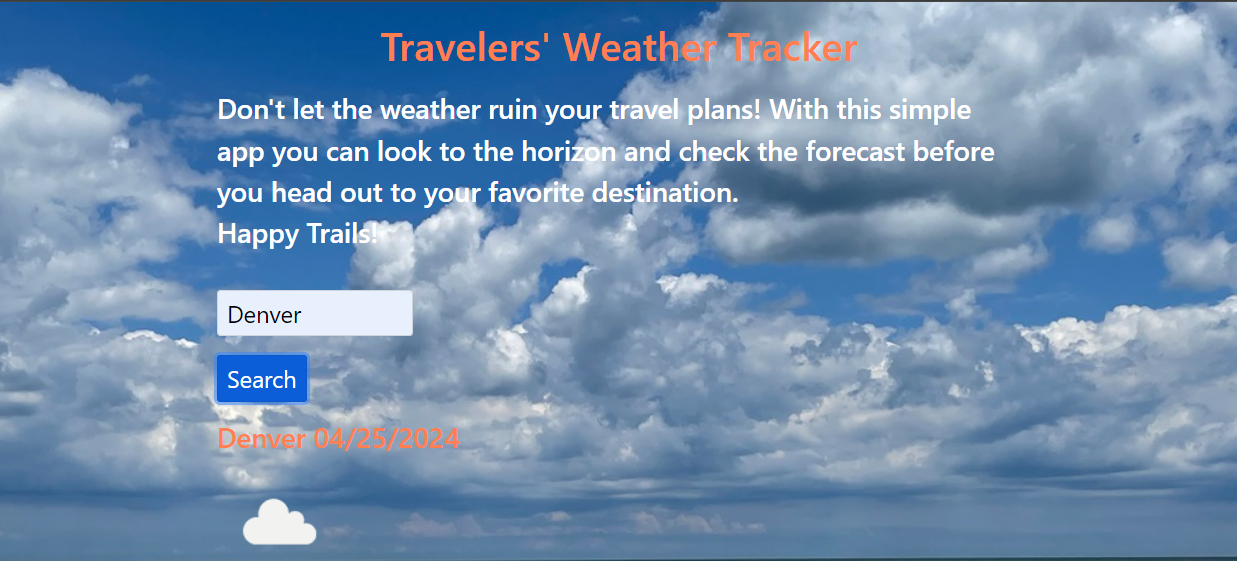 Travelers' Weather Tracker
Don't let the weather ruin your travel plans! With this simple
app you can look to the horizon and check the forecast before
you head out to your favorite destination.
Happy Trails!
Denver
Search
Denver 04/25/2024